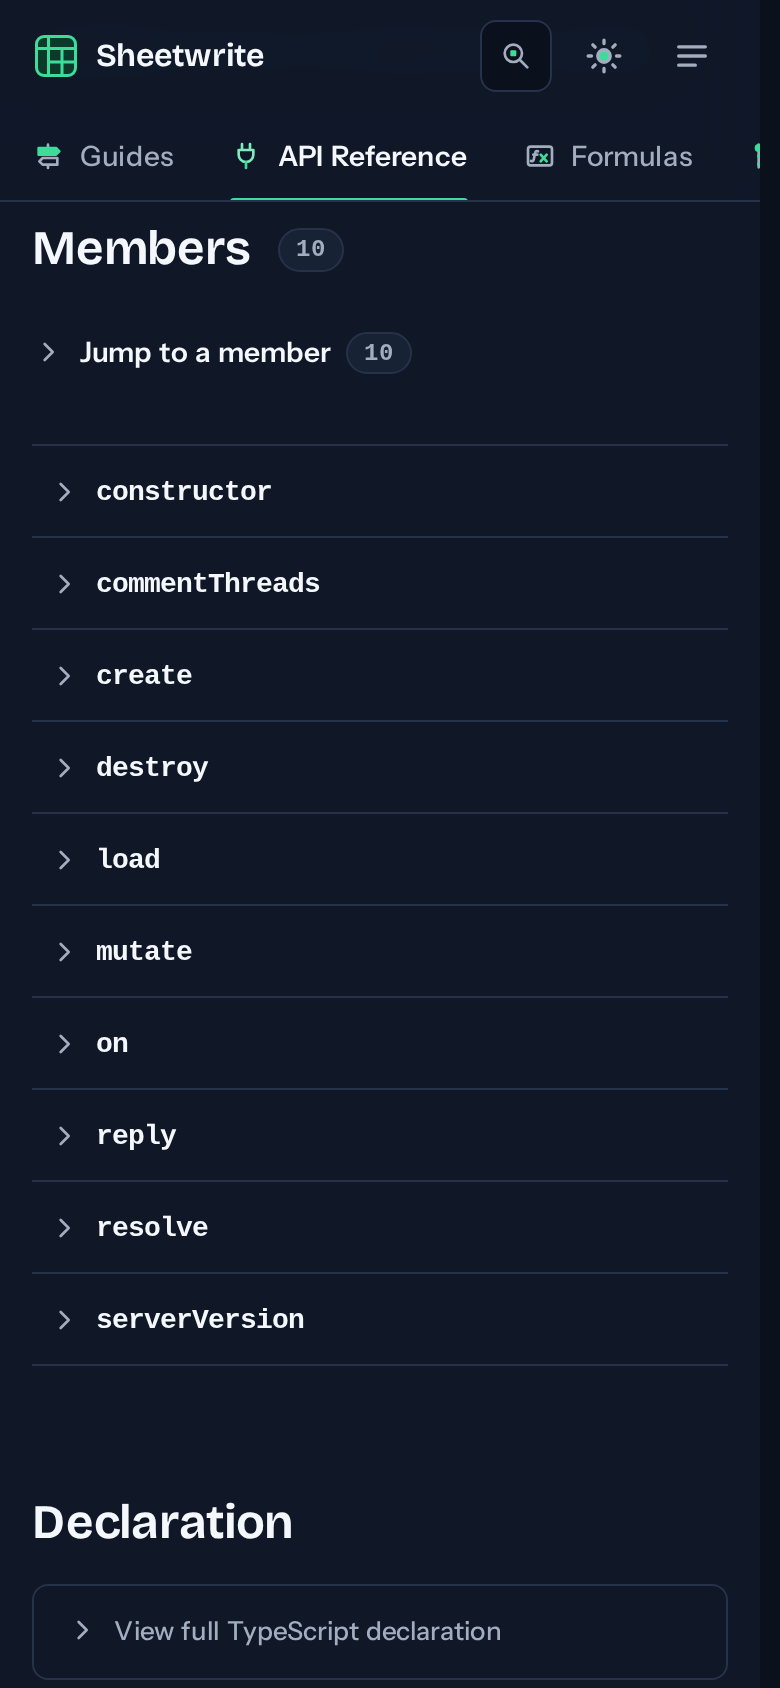 Sheetwrite
Guides
API Reference
Formulas
Members 10
Jump to a member 10
constructor
commentThreads
create
destroy
load
mutate
on
reply
resolve
serverVersion
Declaration
View full TypeScript declaration